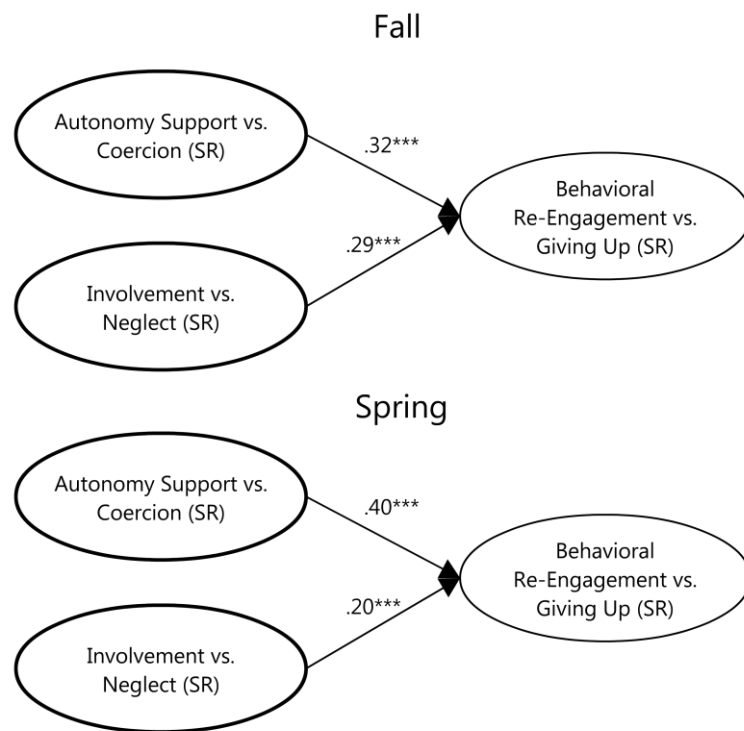 Fall
Autonomy Support vs.
Coercion (SR)
.32***
Behavioral
Re-Engagement vs.
Giving Up (SR)
.29***
Involvement vs.
Neglect (SR)
Spring
Autonomy Support vs.
Coercion (SR)
.40***
Behavioral
Re-Engagement vs.
Giving Up (SR)
.20***
Involvement vs.
Neglect (SR)